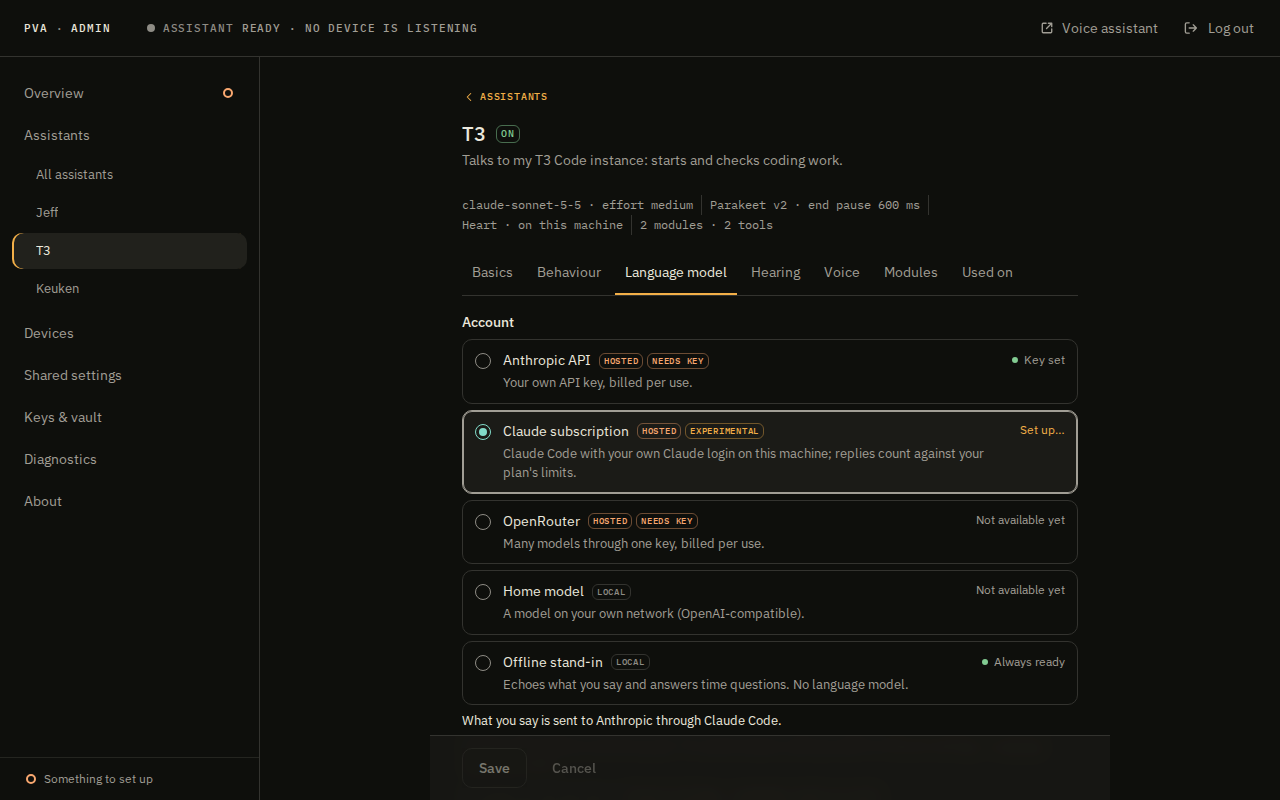 PVA · ADMIN
ASSISTANT READY · NO DEVICE IS LISTENING
Voice assistant
Log out
Overview
Assistants
All assistants
Jeff
T3
Keuken
Devices
Shared settings
Keys & vault
Diagnostics
About
Something to set up
ASSISTANTS
T3 ON
Talks to my T3 Code instance: starts and checks coding work.
claude-sonnet-5-5 · effort medium | Parakeet v2 · end pause 600 ms |
Heart · on this machine | 2 modules · 2 tools
Basics Behaviour Language model Hearing Voice Modules Used on
Account
Anthropic API HOSTED NEEDS KEY Key set
Your own API key, billed per use.
Claude subscription HOSTED EXPERIMENTAL Set up...
Claude Code with your own Claude login on this machine; replies count against your
plan's limits.
OpenRouter HOSTED NEEDS KEY Not available yet
Many models through one key, billed per use.
Home model LOCAL Not available yet
A model on your own network (OpenAI-compatible).
Offline stand-in LOCAL Always ready
Echoes what you say and answers time questions. No language model.
What you say is sent to Anthropic through Claude Code.
Save Cancel